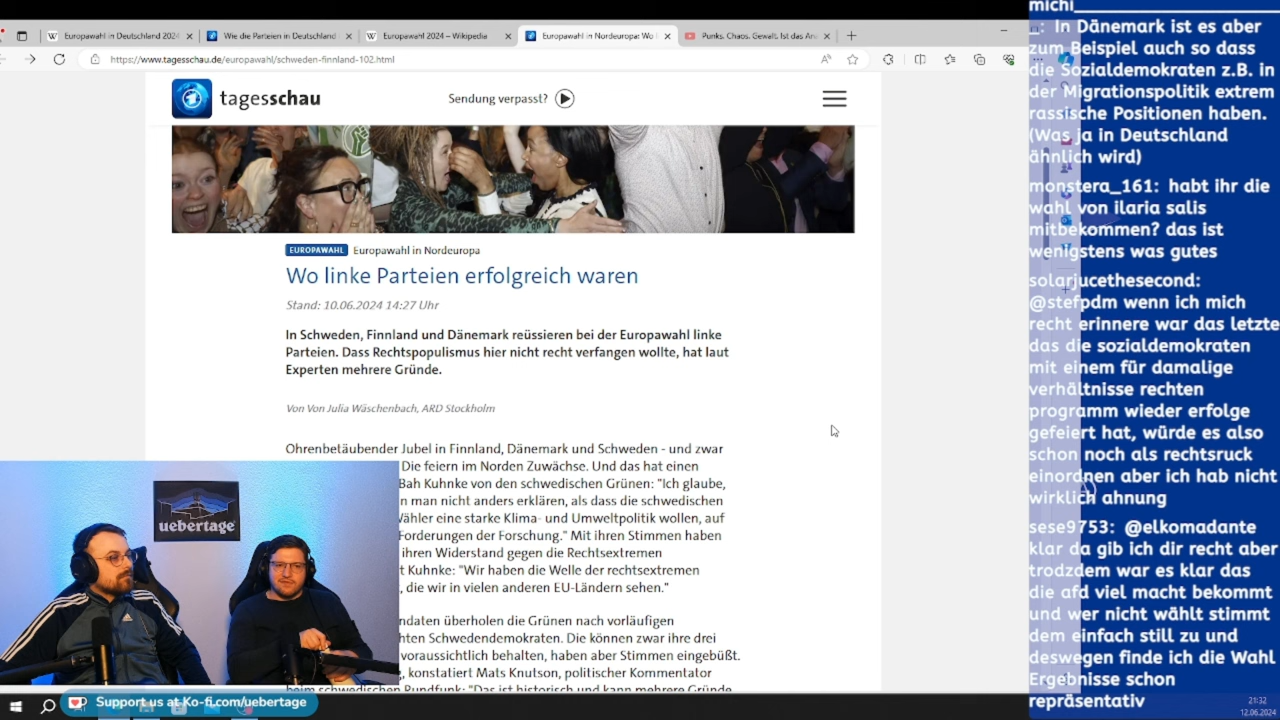 Europawahl in Deutschland 2024
Wie die Parteien in Deutschland
Europawahl 2024 – Wikipedia
Europawahl in Nordeuropa: Wo
Punks. Chaos. Gewalt. Ist das
https://www.tagesschau.de/europawahl/schweden-finnland-102.html
tagesschau
Sendung verpasst?
EUROPAWAHL Europawahl in Nordeuropa
Wo linke Parteien erfolgreich waren
Stand: 10.06.2024 14:27 Uhr
In Schweden, Finnland und Dänemark reüssieren bei der Europawahl linke
Parteien. Dass Rechtspopulismus hier nicht recht verfangen wollte, hat laut
Experten mehrere Gründe.
Von Von Julia Wäschenbach, ARD Stockholm
Ohrenbetäubender Jubel in Finnland, Dänemark und Schweden - und zwar
Die feiern im Norden Zuwächse. Und das hat einen
Bah Kuhnke von den schwedischen Grünen: "Ich glaube,
n man nicht anders erklären, als dass die schwedischen
Wähler eine starke Klima- und Umweltpolitik wollen, auf
Forderungen der Forschung." Mit ihren Stimmen haben
ihren Widerstand gegen die Rechtsextremen
t Kuhnke: "Wir haben die Welle der rechtsextremen
, die wir in vielen anderen EU-Ländern sehen."
ndaten überholen die Grünen nach vorläufigen
hten Schwedendemokraten. Die können zwar ihre drei
voraussichtlich behalten, haben aber Stimmen eingebüßt.
, konstatiert Mats Knutson, politischer Kommentator
beim schwedischen Rundfunk: "Das ist historisch und kann mehrere Gründe
uebertage
Support us at Ko-fi.com/uebertage
michi______________
_: In Dänemark ist es aber
zum Beispiel auch so dass
die Sozialdemokraten z.B. in
der Migrationspolitik extrem
rassische Positionen haben.
(Was ja in Deutschland
ähnlich wird)
monstera_161: habt ihr die
wahl von ilaria salis
mitbekommen? das ist
wenigstens was gutes
solarjucethesecond:
@stefpdm wenn ich mich
recht erinnere war das letzte
das die sozialdemokraten
mit einem für damalige
verhältnisse rechten
programm wieder erfolge
gefeiert hat, würde es also
schon noch als rechtsruck
einordnen aber ich hab nicht
wirklich ahnung
sese9753: @elkomadante
klar da gib ich dir recht aber
trodzdem war es klar das
die afd viel macht bekommt
und wer nicht wählt stimmt
dem einfach still zu und
deswegen finde ich die Wahl
Ergebnisse schon
repräsentativ
21:32
12.06.2024